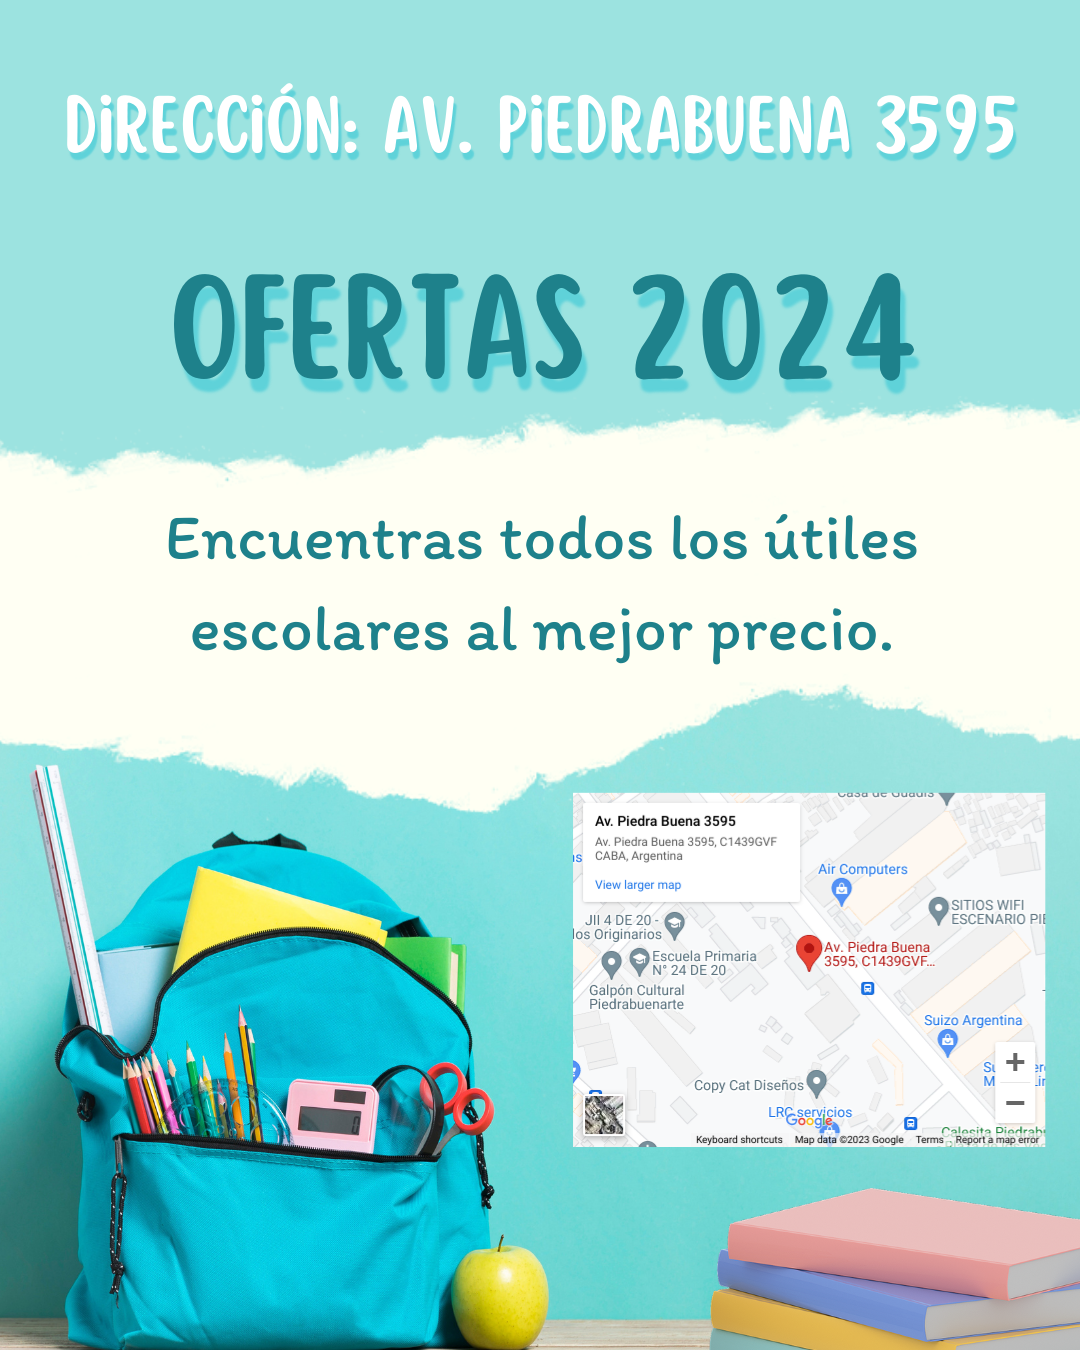 DiRECCiÓN: AV. PiEDRABUENA 3595
OFERTAS 2024
Encuentras todos los útiles
escolares al mejor precio.
Casa de Guadis
Av. Piedra Buena 3595
Av. Piedra Buena 3595, C1439GVF
CABA, Argentina
View larger map
Air Computers
SITIOS WIFI
ESCENARIO PIE
JII 4 DE 20 -
los Originarios
Escuela Primaria
N° 24 DE 20
Av. Piedra Buena
3595, C1439GVF...
Galpón Cultural
Piedrabuenarte
Suizo Argentina
Copy Cat Diseños
LRC servicios
Google
Calesita Piedrab
Keyboard shortcuts Map data ©2023 Google Terms Report a map error